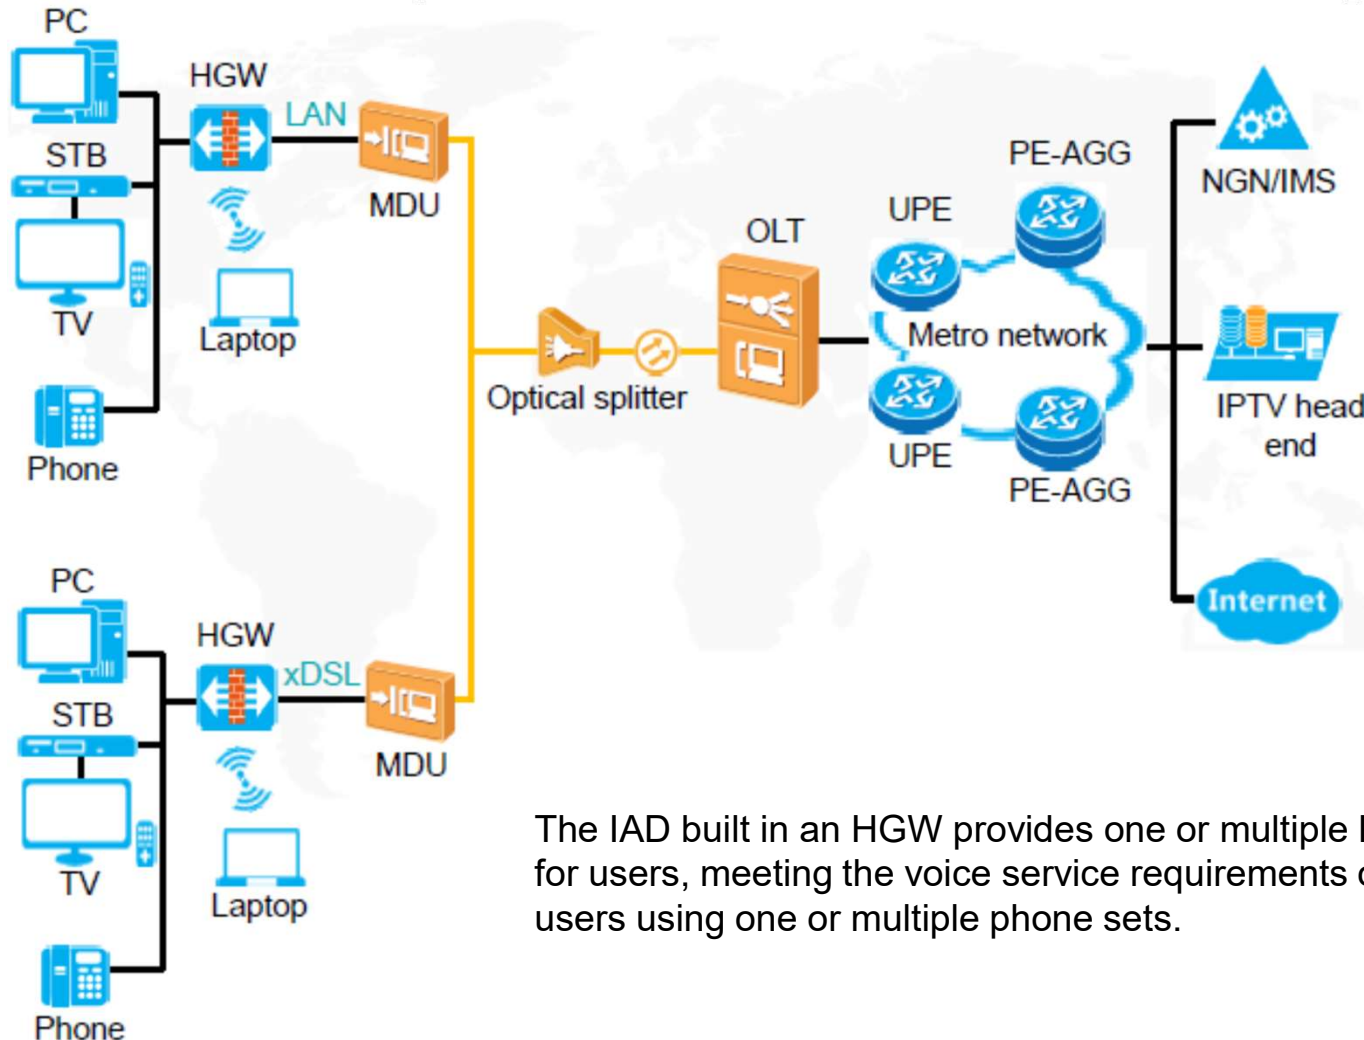 PC
HGW
LAN
STB
MDU
TV
Laptop
Phone
Optical splitter
OLT
UPE
PE-AGG
Metro network
UPE
PE-AGG
NGN/IMS
IPTV head
end
Internet
PC
HGW
xDSL
STB
MDU
TV
Laptop
Phone
The IAD built in an HGW provides one or multiple
for users, meeting the voice service requirements
users using one or multiple phone sets.